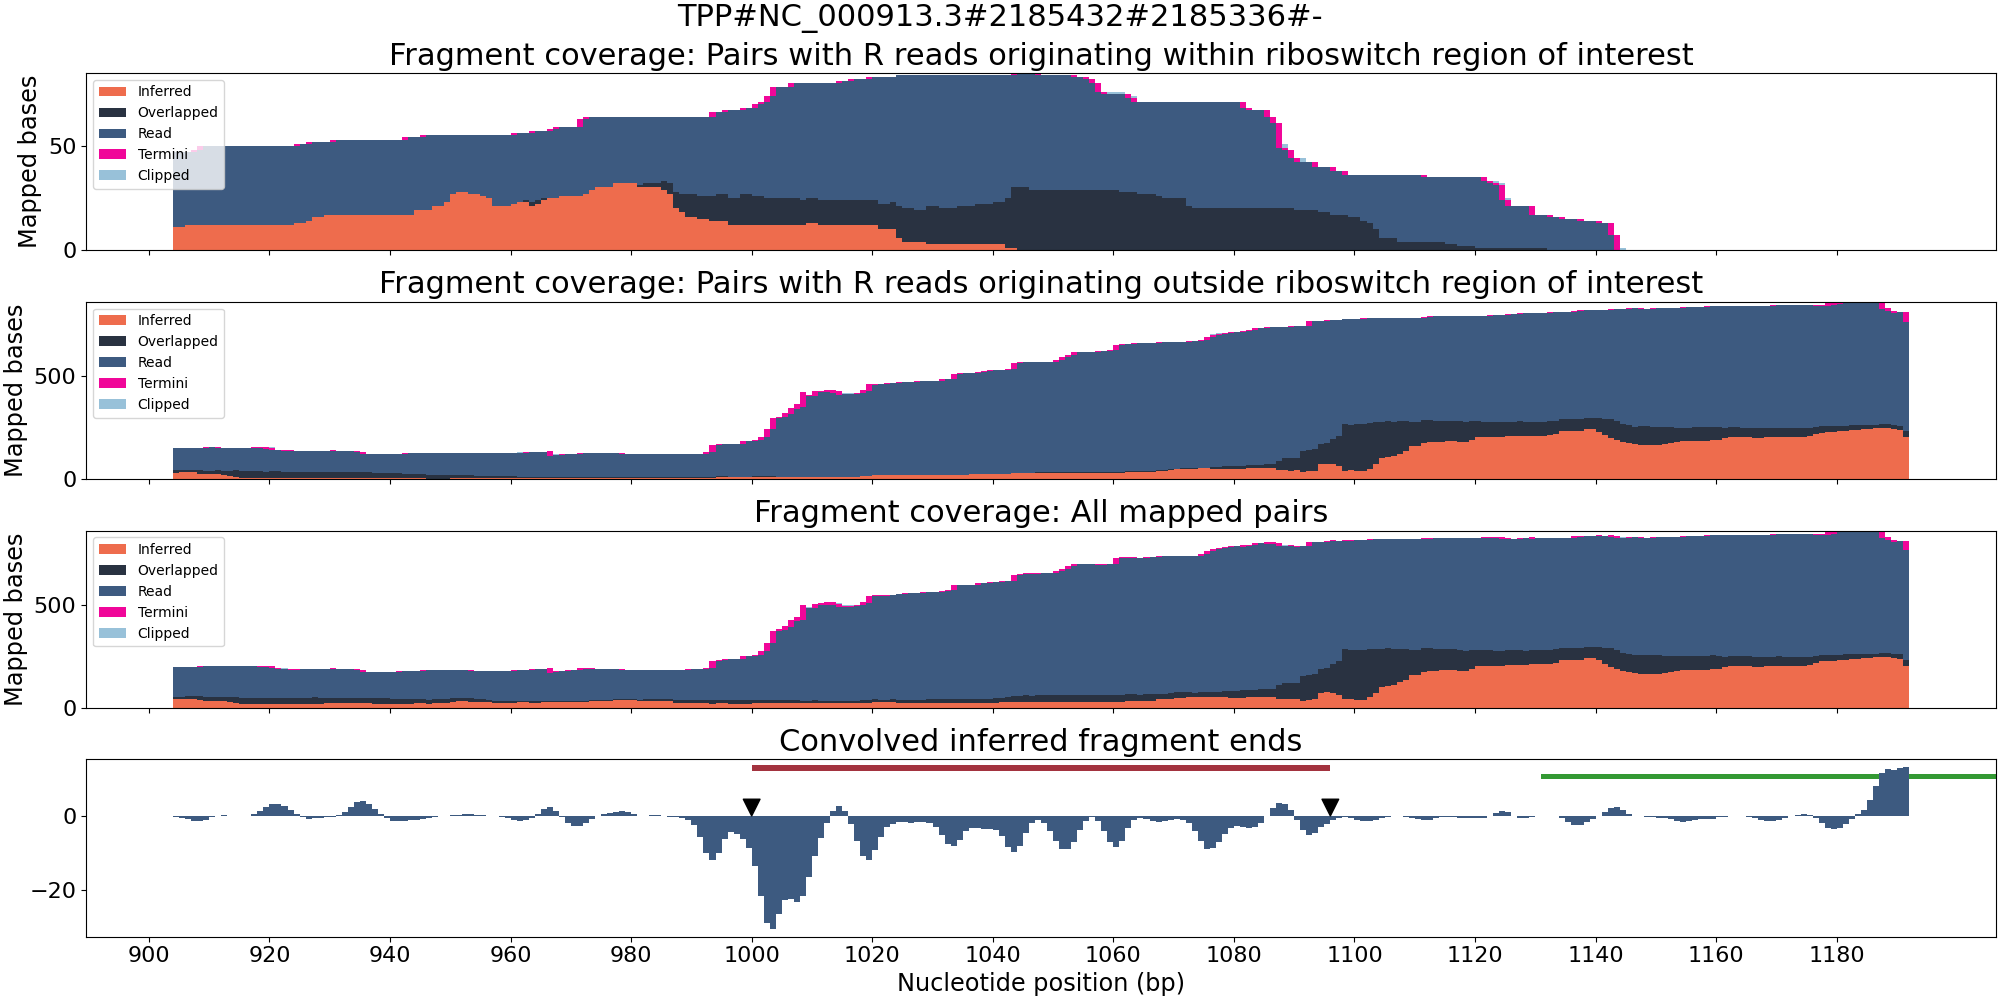 TPP#NC_000913.3#2185432#2185336#-
Fragment coverage: Pairs with R reads originating within riboswitch region of interest
Mapped bases
50
0
Inferred
Overlapped
Read
Termini
Clipped
Fragment coverage: Pairs with R reads originating outside riboswitch region of interest
Mapped bases
500
0
Inferred
Overlapped
Read
Termini
Clipped
Fragment coverage: All mapped pairs
Mapped bases
500
0
Inferred
Overlapped
Read
Termini
Clipped
Convolved inferred fragment ends
0
−20
900 920 940 960 980 1000 1020 1040 1060 1080 1100 1120 1140 1160 1180
Nucleotide position (bp)